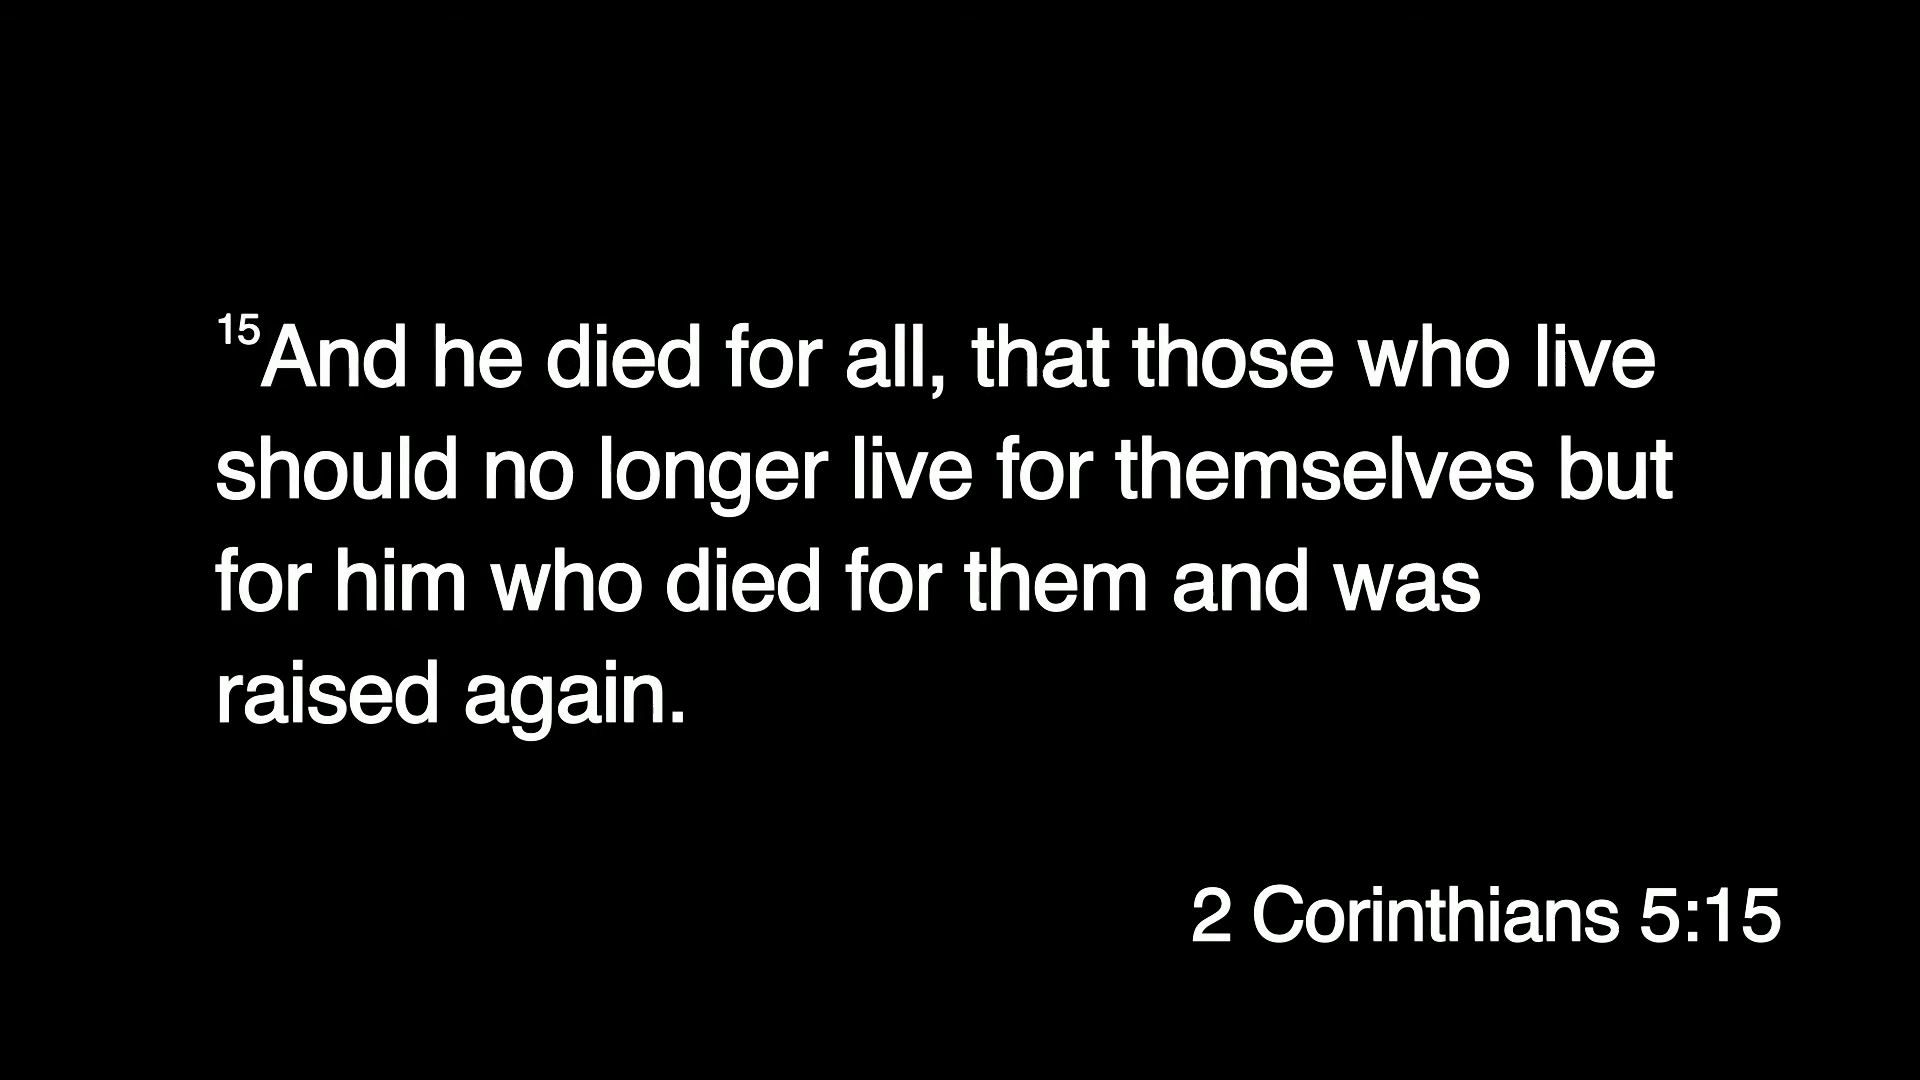 15And he died for all, that those who live
should no longer live for themselves but
for him who died for them and was
raised again.
2 Corinthians 5:15